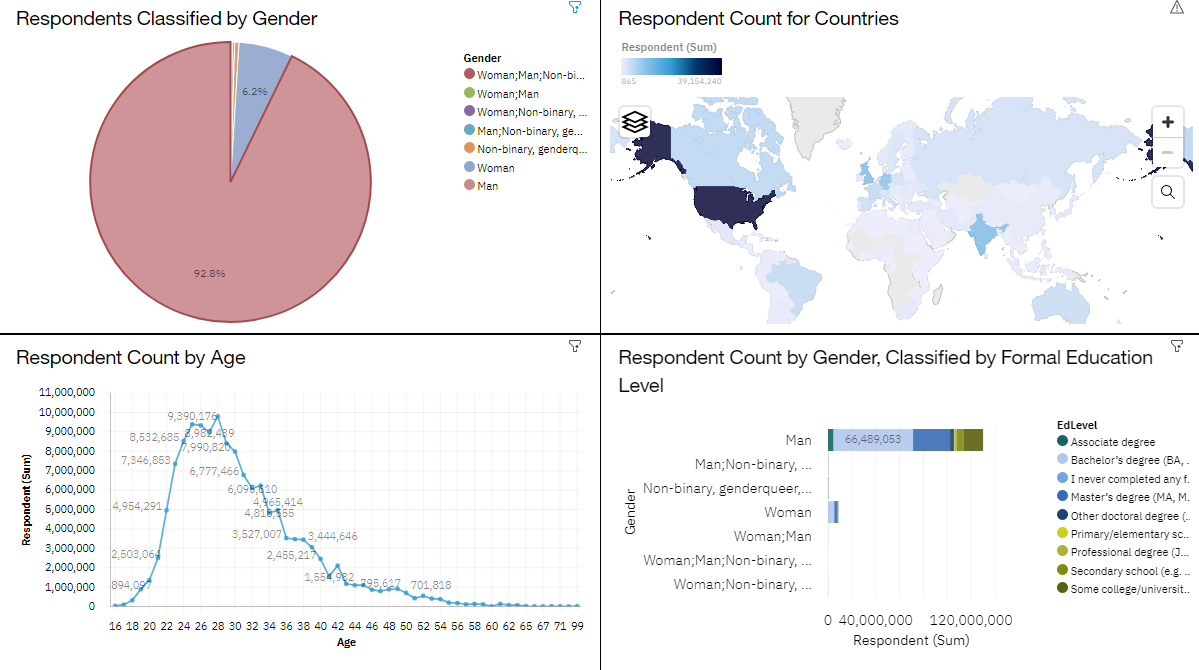 Respondents Classified by Gender
Gender
Woman;Man;Non-bi...
Woman;Man
Woman;Non-binary, ...
Man;Non-binary, ge...
Non-binary, genderq...
Woman
Man
6.2%
92.8%
Respondent Count for Countries
Respondent (Sum)
865 39,154,240
Respondent Count by Age
Respondent (Sum)
11,000,000
10,000,000
9,000,000
8,000,000
7,000,000
6,000,000
5,000,000
4,000,000
3,000,000
2,000,000
1,000,000
0
894,097
2,503,064
4,954,291
7,346,853
8,532,685
9,390,176
8,982,439
7,990,820
6,777,466
6,095,610
4,965,414
3,527,007
3,444,646
2,455,217
795,617
701,818
16 18 20 22 24 26 28 30 32 34 36 38 40 42 44 46 48 50 52 54 56 58 60 62 65 67 71 99
Age
Respondent Count by Gender, Classified by Formal Education
Level
Gender
Man
Man;Non-binary, ...
Non-binary, genderqueer,...
Woman
Woman;Man
Woman;Man;Non-binary, ...
Woman;Non-binary, ...
66,489,053
0 40,000,000 120,000,000
Respondent (Sum)
EdLevel
Associate degree
Bachelor's degree (BA, .
I never completed any f.
Master's degree (MA, M.
Other doctoral degree (..
Primary/elementary sc...
Professional degree (J...
Secondary school (e.g. ..
Some college/universit..